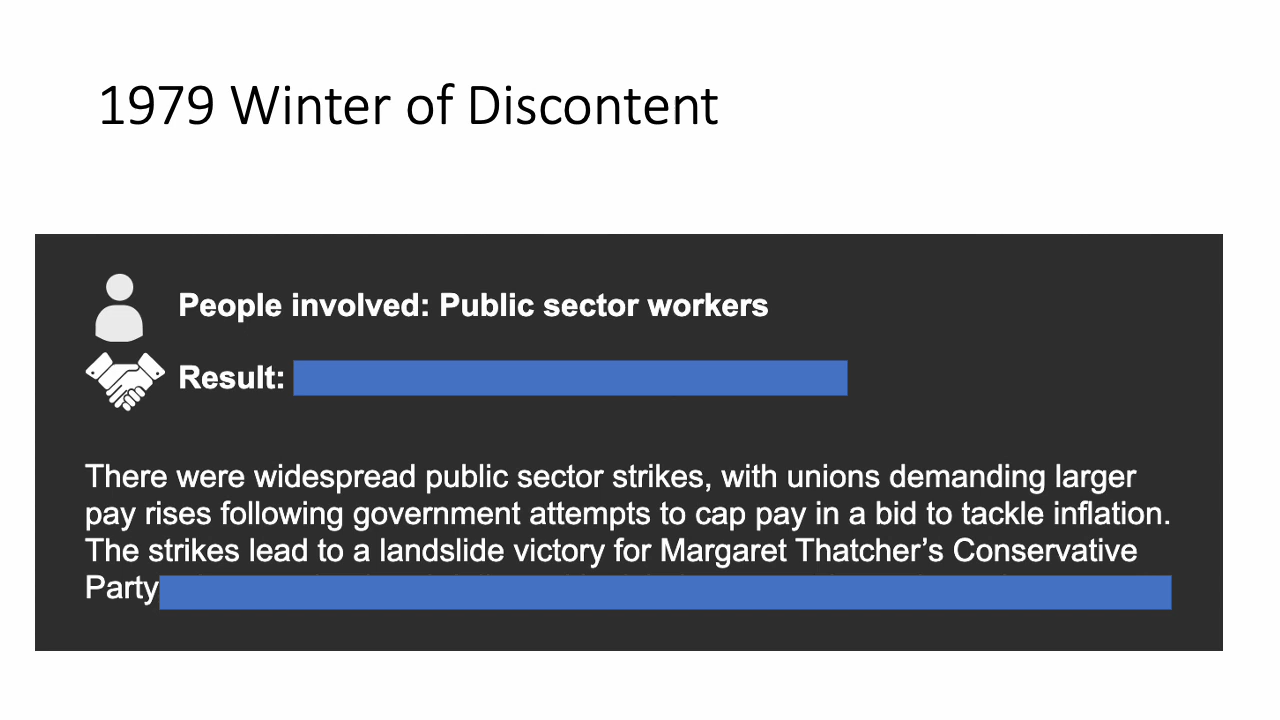 1979 Winter of Discontent
People involved: Public sector workers
Result:
There were widespread public sector strikes, with unions demanding larger
pay rises following government attempts to cap pay in a bid to tackle inflation.
The strikes lead to a landslide victory for Margaret Thatcher’s Conservative
Party